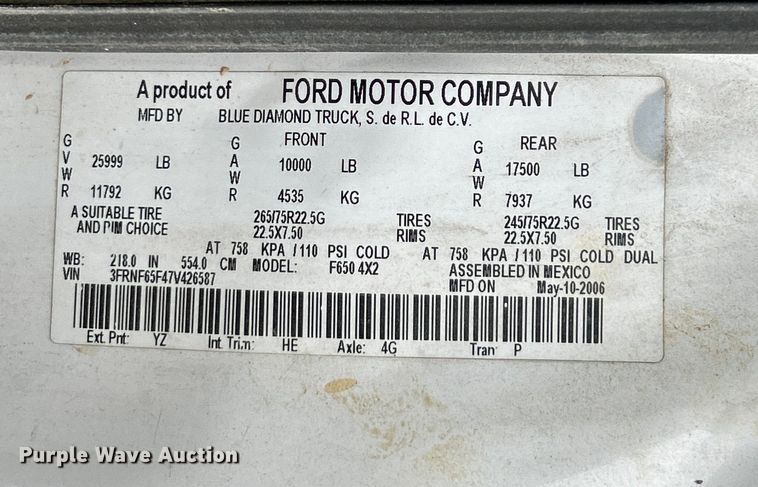 A product of FORD MOTOR COMPANY
MFD BY BLUE DIAMOND TRUCK, S. de R.L. de C.V.
FRONT REAR
GVWR 25999 LB GAWR 10000 LB GAWR 17500 LB
11792 KG 4535 KG 7937 KG
A SUITABLE TIRE 265/75R22.5G TIRES 245/75R22.5G TIRES
AND RIM CHOICE 22.5X7.50 RIMS 22.5X7.50 RIMS
AT 758 KPA / 110 PSI COLD AT 758 KPA / 110 PSI COLD DUAL
WB: 218.0 IN 554.0 CM MODEL: F650 4X2 ASSEMBLED IN MEXICO
VIN 3FRNF65F47V426587 MFD ON May-10-2006
Ext. Pnt: YZ Int. Trim: HE Axle: 4G Tran: P
Purple Wave Auction